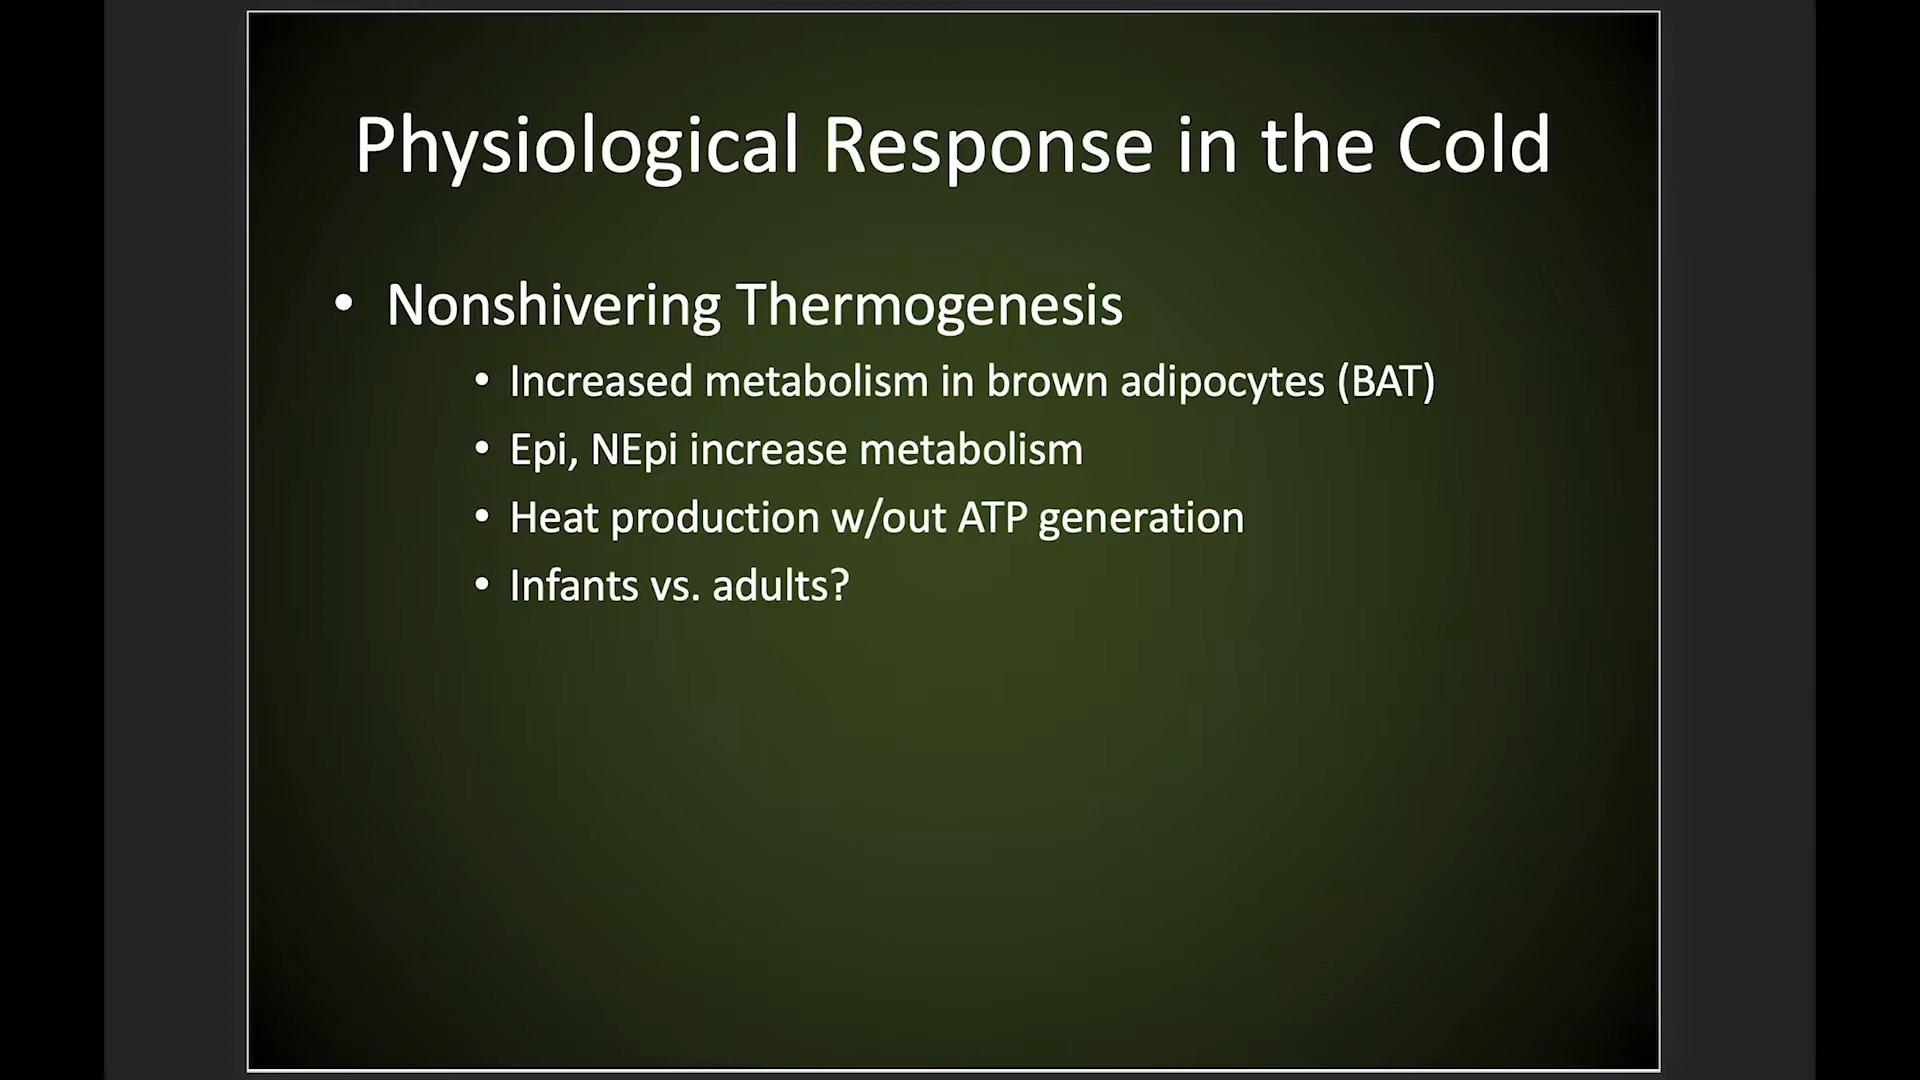 Physiological Response in the Cold
• Nonshivering Thermogenesis
• Increased metabolism in brown adipocytes (BAT)
• Epi, NEpi increase metabolism
• Heat production w/out ATP generation
• Infants vs. adults?